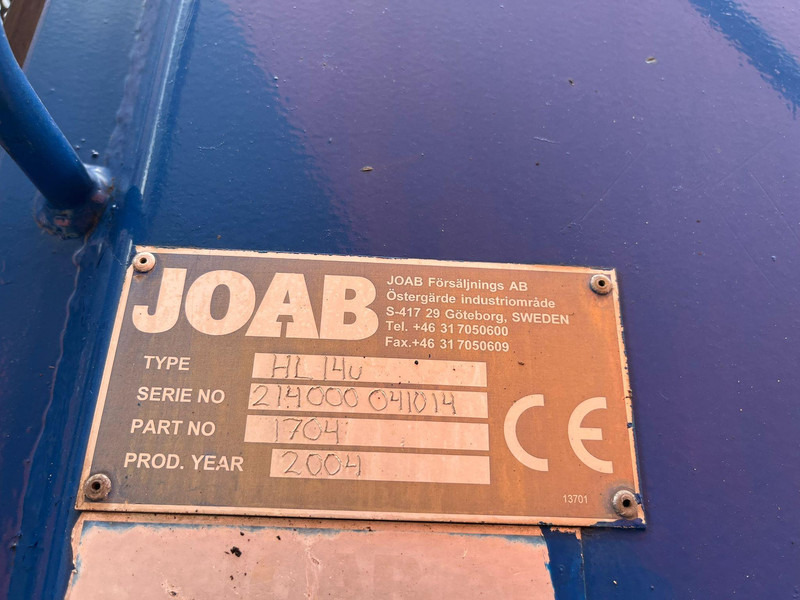 JOAB
JOAB Försäljnings AB
Östergärde industriområde
S-417 29 Göteborg, SWEDEN
Tel. +46 31 7050600
Fax.+46 31 7050609
TYPE HL 14u
SERIE NO 214000 041014
PART NO 1704
PROD. YEAR 2004
CE
13701